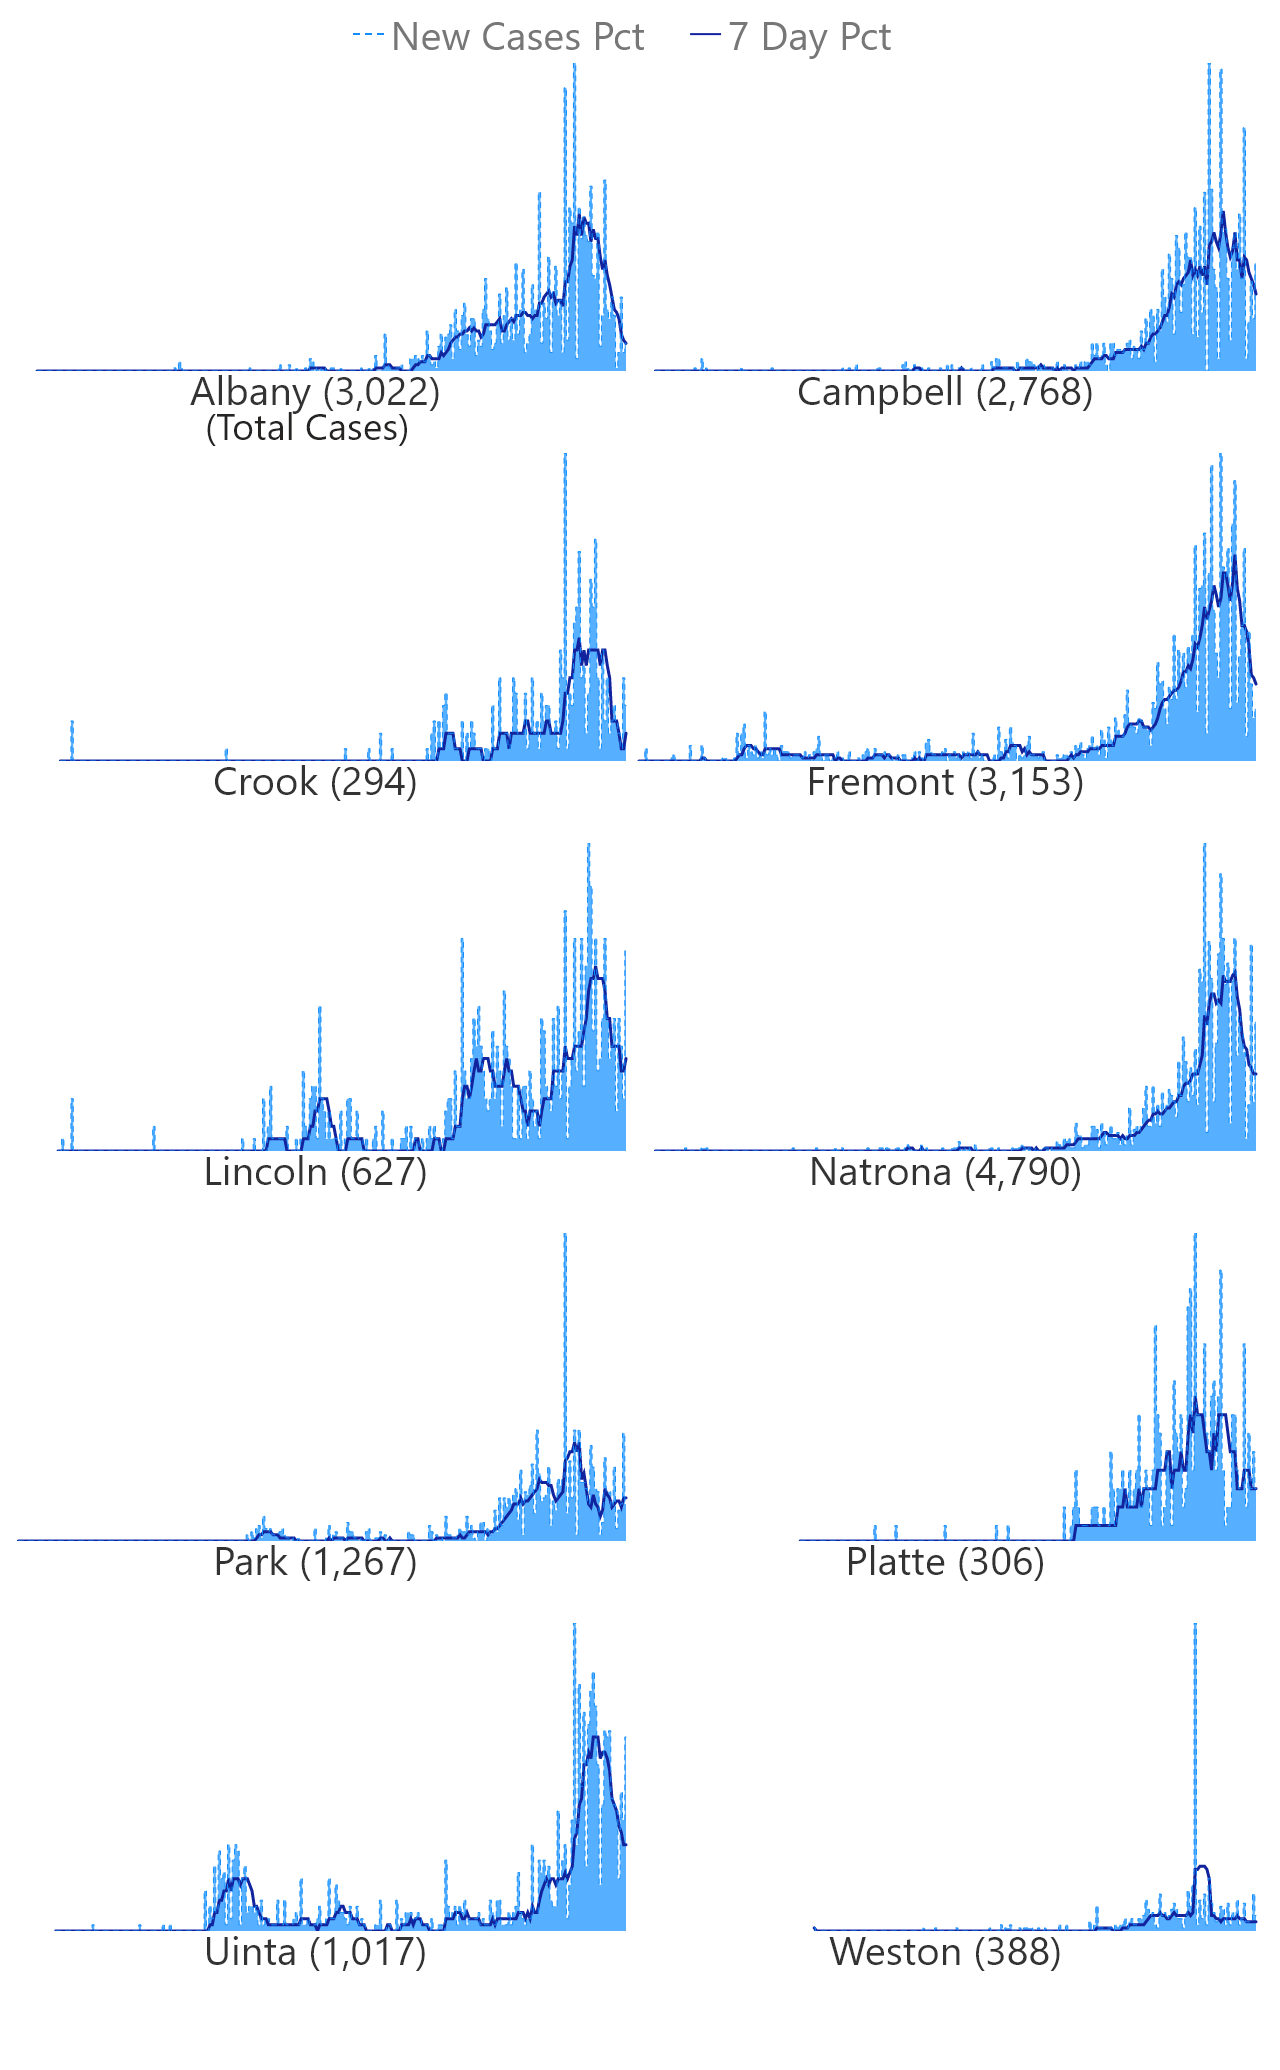 New Cases Pct 7 Day Pct
Albany (3,022) Campbell (2,768)
(Total Cases)
Crook (294) Fremont (3,153)
Lincoln (627) Natrona (4,790)
Park (1,267) Platte (306)
Uinta (1,017) Weston (388)